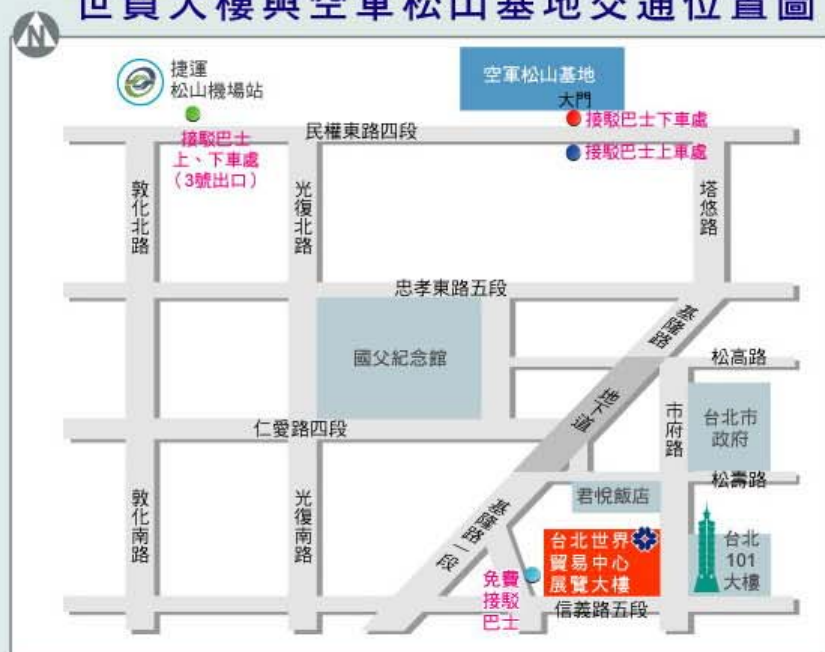 世貿大樓與空軍松山基地交通位置圖
N
捷運
松山機場站
空軍松山基地
大門
接駁巴士下車處
民權東路四段
接駁巴士
上、下車處
（3號出口）
接駁巴士上車處
敦化北路
光復北路
塔悠路
忠孝東路五段
基隆路
國父紀念館
松高路
地下道
市府路
台北市
政府
仁愛路四段
松壽路
敦化南路
光復南路
基隆路一段
君悅飯店
台北世界
貿易中心
展覽大樓
台北
101
大樓
免費
接駁
巴士
信義路五段